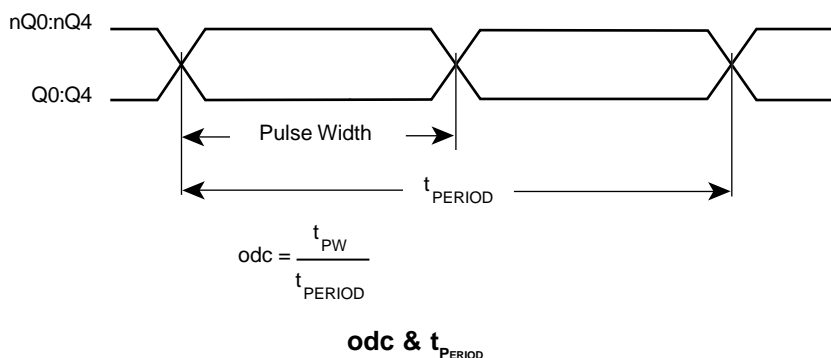 nQ0:nQ4
Q0:Q4
Pulse Width
tPERIOD
odc = tPW
tPERIOD
odc & tPERIOD